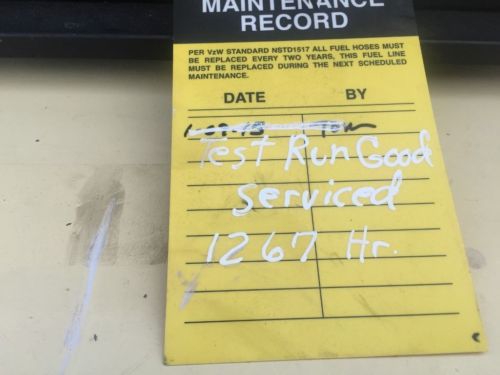 MAINTENANCE
RECORD
PER VzW STANDARD NSTD1517 ALL FUEL HOSES MUST
BE REPLACED EVERY TWO YEARS, THIS FUEL LINE
MUST BE REPLACED DURING THE NEXT SCHEDULED
MAINTENANCE.
DATE BY
Test Run Good
Serviced
1267 Hr.